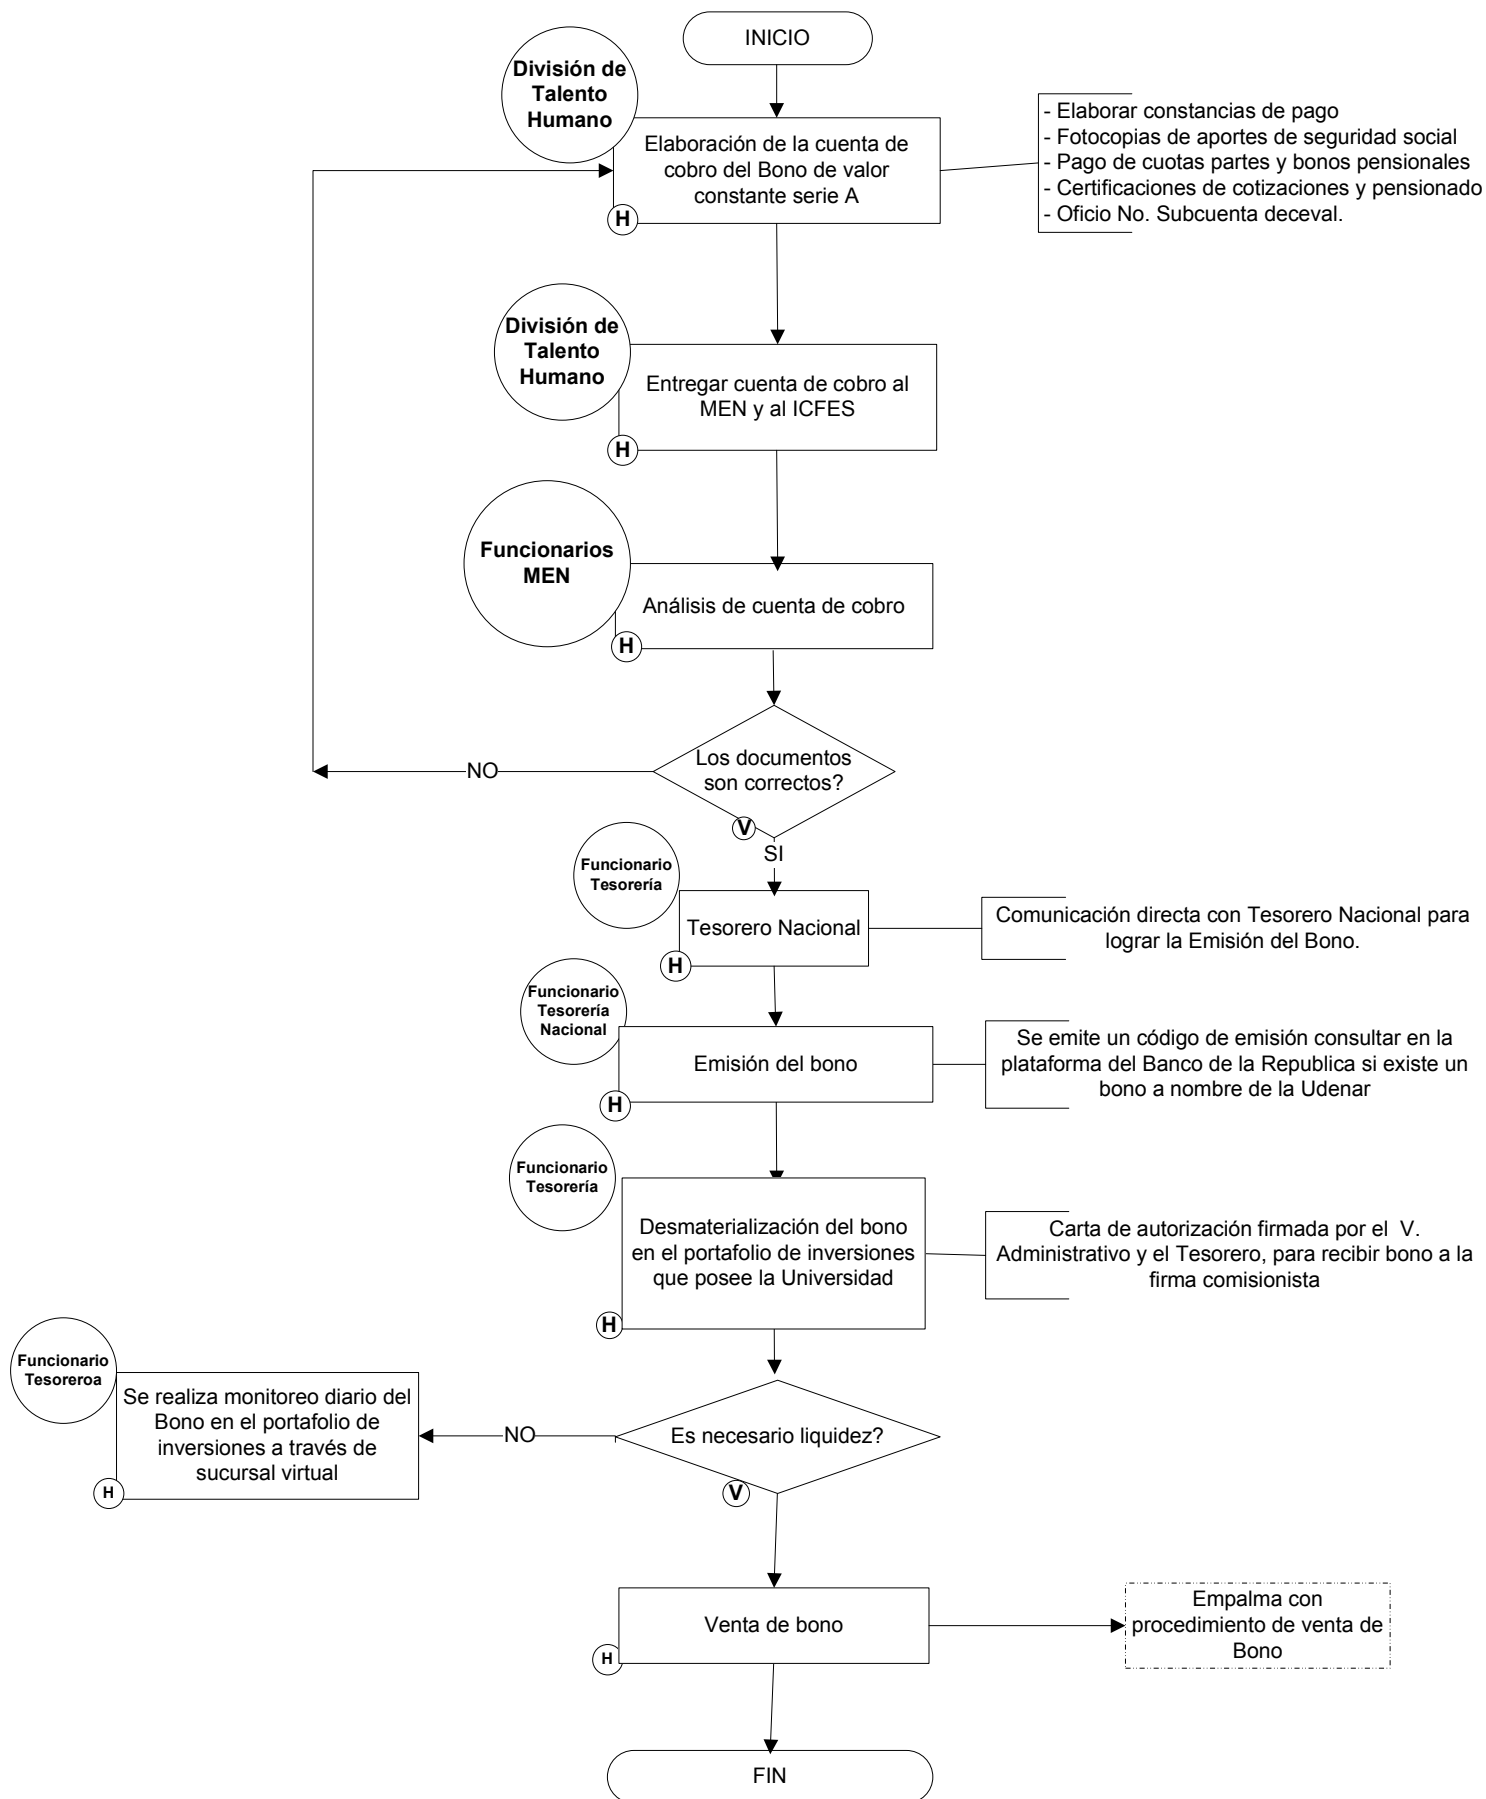 INICIO
División de
Talento
Humano
Elaboración de la cuenta de
cobro del Bono de valor
constante serie A
H
- Elaborar constancias de pago
- Fotocopias de aportes de seguridad social
- Pago de cuotas partes y bonos pensionales
- Certificaciones de cotizaciones y pensionado
- Oficio No. Subcuenta deceval.
División de
Talento
Humano
Entregar cuenta de cobro al
MEN y al ICFES
H
Funcionarios
MEN
Análisis de cuenta de cobro
H
Los documentos
son correctos?
NO
V
SI
Funcionario
Tesorería
Tesorero Nacional
H
Comunicación directa con Tesorero Nacional para
lograr la Emisión del Bono.
Funcionario
Tesorería
Nacional
Emisión del bono
H
Se emite un código de emisión consultar en la
plataforma del Banco de la Republica si existe un
bono a nombre de la Udenar
Funcionario
Tesorería
Desmaterialización del bono
en el portafolio de inversiones
que posee la Universidad
H
Carta de autorización firmada por el  V.
Administrativo y el Tesorero, para recibir bono a la
firma comisionista
Funcionario
Tesoreroa
Se realiza monitoreo diario del
Bono en el portafolio de
inversiones a través de
sucursal virtual
H
NO
Es necesario liquidez?
V
Venta de bono
H
Empalma con
procedimiento de venta de
Bono
FIN